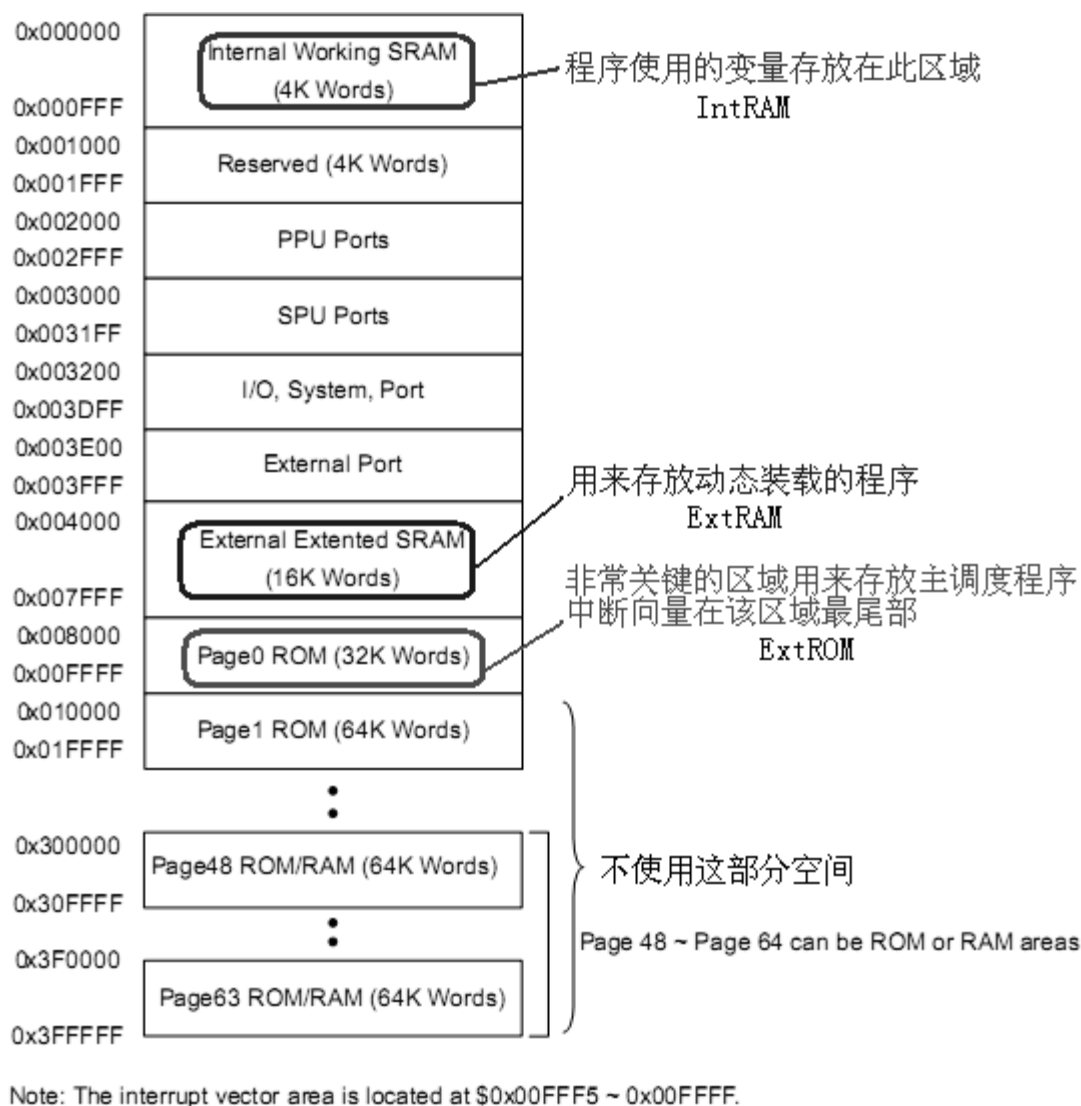 0x000000
Internal Working SRAM
(4K Words)
程序使用的变量存放在此区域
IntRAM
0x000FFF
0x001000
Reserved (4K Words)
0x001FFF
0x002000
PPU Ports
0x002FFF
0x003000
SPU Ports
0x0031FF
0x003200
I/O, System, Port
0x003DFF
0x003E00
External Port
0x003FFF
用来存放动态装载的程序
ExtRAM
0x004000
External Extented SRAM
(16K Words)
0x007FFF
非常关键的区域用来存放主调度程序
中断向量在该区域最尾部
ExtROM
0x008000
Page0 ROM (32K Words)
0x00FFFF
0x010000
Page1 ROM (64K Words)
0x01FFFF
0x300000
Page48 ROM/RAM (64K Words)
0x30FFFF
不使用这部分空间
Page 48 ~ Page 64 can be ROM or RAM areas
0x3F0000
Page63 ROM/RAM (64K Words)
0x3FFFFF
Note: The interrupt vector area is located at $0x00FFF5 ~ 0x00FFFF.